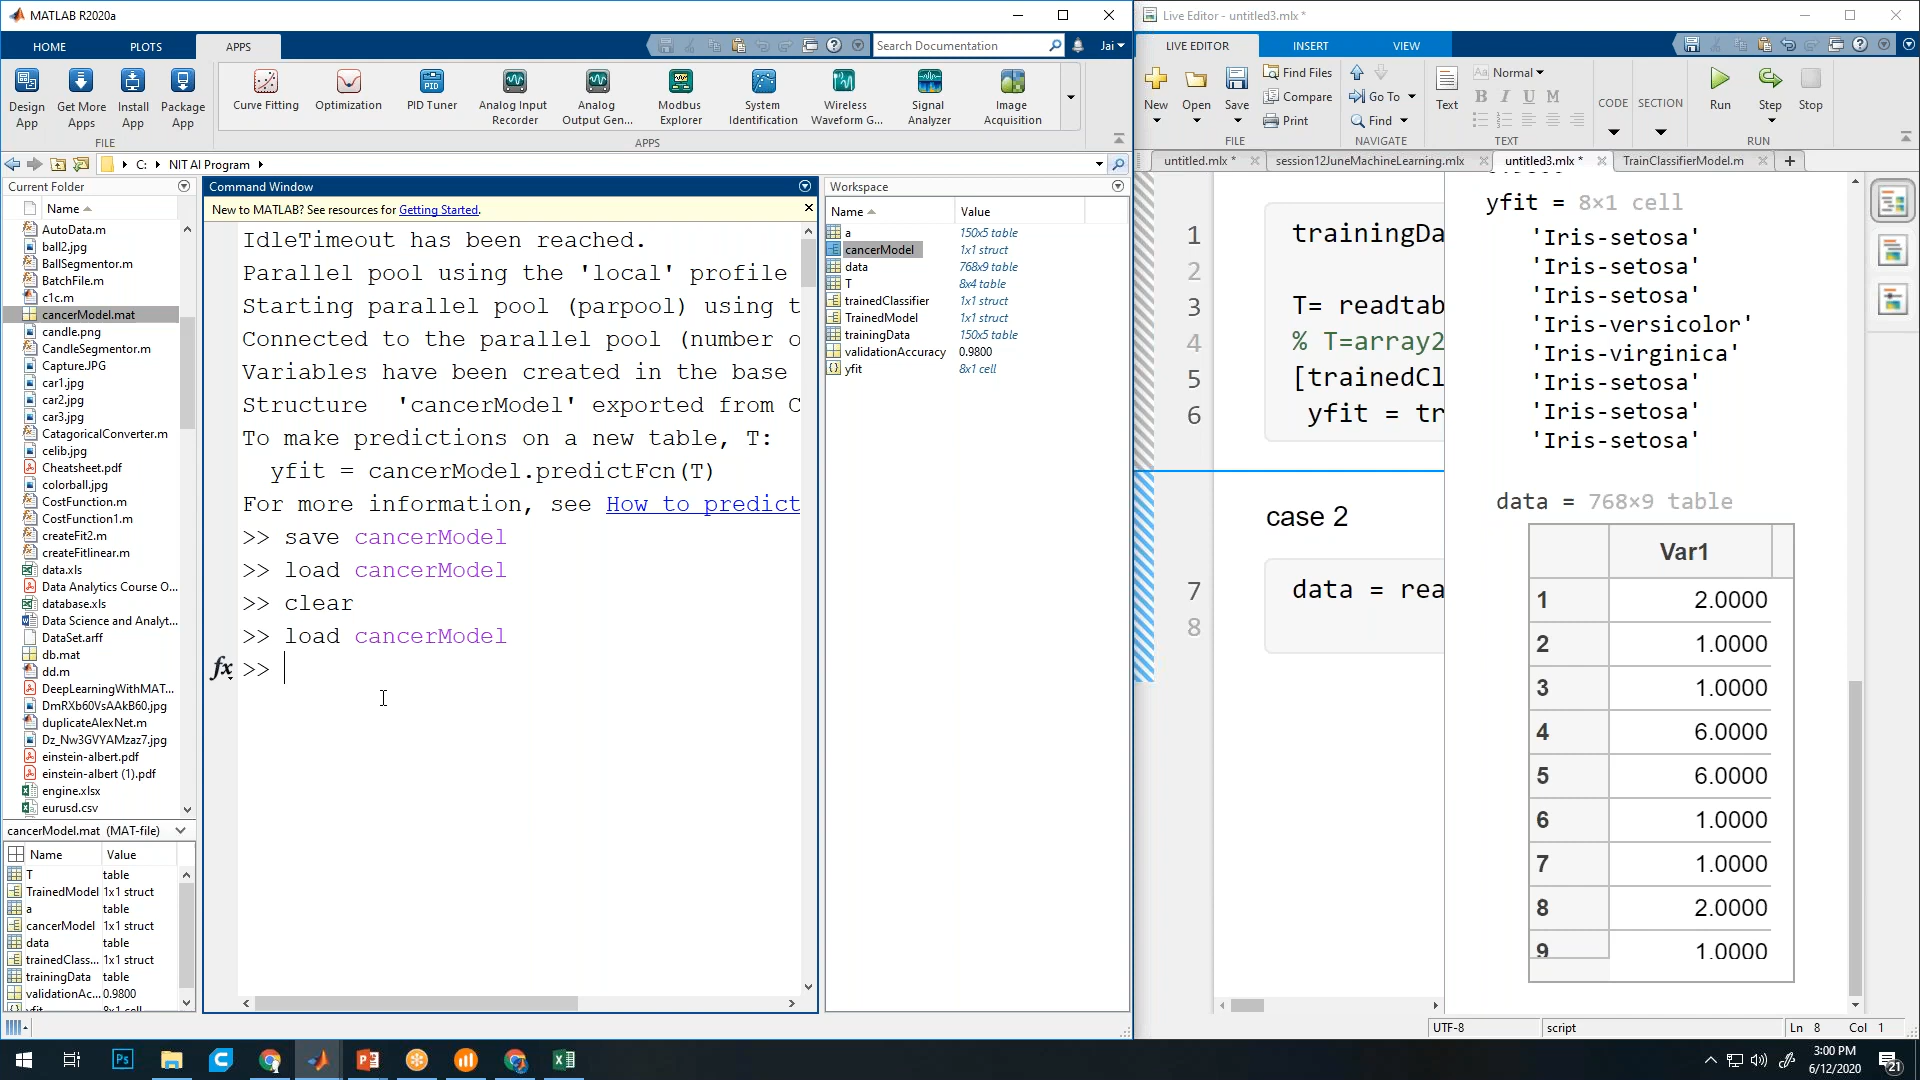 MATLAB R2020a
HOME
PLOTS
APPS
Search Documentation
Jai
Design App
Get More Apps
Install App
Package App
Curve Fitting
Optimization
PID Tuner
Analog Input Recorder
Analog Output Gen...
Modbus Explorer
System Identification
Wireless Waveform G...
Signal Analyzer
Image Acquisition
FILE
APPS
C: NIT AI Program
Current Folder
Name
AutoData.m
ball2.jpg
BallSegmentor.m
BatchFile.m
c1c.m
cancerModel.mat
candle.png
CandleSegmentor.m
Capture.JPG
car1.jpg
car2.jpg
car3.jpg
CatagoricalConverter.m
celib.jpg
Cheatsheet.pdf
colorball.jpg
CostFunction.m
CostFunction1.m
createFit2.m
createFitlinear.m
data.xls
Data Analytics Course O...
database.xls
Data Science and Analyt...
DataSet.arff
db.mat
dd.m
DeepLearningWithMAT...
DmRXb60VsAAkB60.jpg
duplicateAlexNet.m
Dz_Nw3GVYAMzaz7.jpg
einstein-albert.pdf
einstein-albert (1).pdf
engine.xlsx
eurusd.csv
cancerModel.mat (MAT-file)
Name Value
T table
TrainedModel 1x1 struct
a table
cancerModel 1x1 struct
data table
trainedClass... 1x1 struct
trainingData table
validationAc... 0.9800
yfit 8x1 cell
Command Window
New to MATLAB? See resources for Getting Started.
IdleTimeout has been reached.
Parallel pool using the 'local' profile
Starting parallel pool (parpool) using t
Connected to the parallel pool (number o
Variables have been created in the base
Structure 'cancerModel' exported from C
To make predictions on a new table, T:
yfit = cancerModel.predictFcn(T)
For more information, see How to predict
>> save cancerModel
>> load cancerModel
>> clear
>> load cancerModel
fx >>
Workspace
Name Value
a 150x5 table
cancerModel 1x1 struct
data 768x9 table
T 8x4 table
trainedClassifier 1x1 struct
TrainedModel 1x1 struct
trainingData 150x5 table
validationAccuracy 0.9800
yfit 8x1 cell
Live Editor - untitled3.mlx *
LIVE EDITOR
INSERT
VIEW
New
Open
Save
Find Files
Compare
Print
Go To
Find
Text
Aa Normal
B I U M
CODE
SECTION
Run
Step
Stop
FILE
NAVIGATE
TEXT
RUN
untitled.mlx *
session12JuneMachineLearning.mlx
untitled3.mlx *
TrainClassifierModel.m
1 trainingDa
2
3 T= readtab
4 % T=array2
5 [trainedCl
6 yfit = tr
case 2
7 data = rea
8
yfit = 8×1 cell
'Iris-setosa'
'Iris-setosa'
'Iris-setosa'
'Iris-versicolor'
'Iris-virginica'
'Iris-setosa'
'Iris-setosa'
'Iris-setosa'
data = 768×9 table
Var1
1 2.0000
2 1.0000
3 1.0000
4 6.0000
5 6.0000
6 1.0000
7 1.0000
8 2.0000
9 1.0000
UTF-8
script
Ln 8 Col 1
Ps
3:00 PM
6/12/2020
21